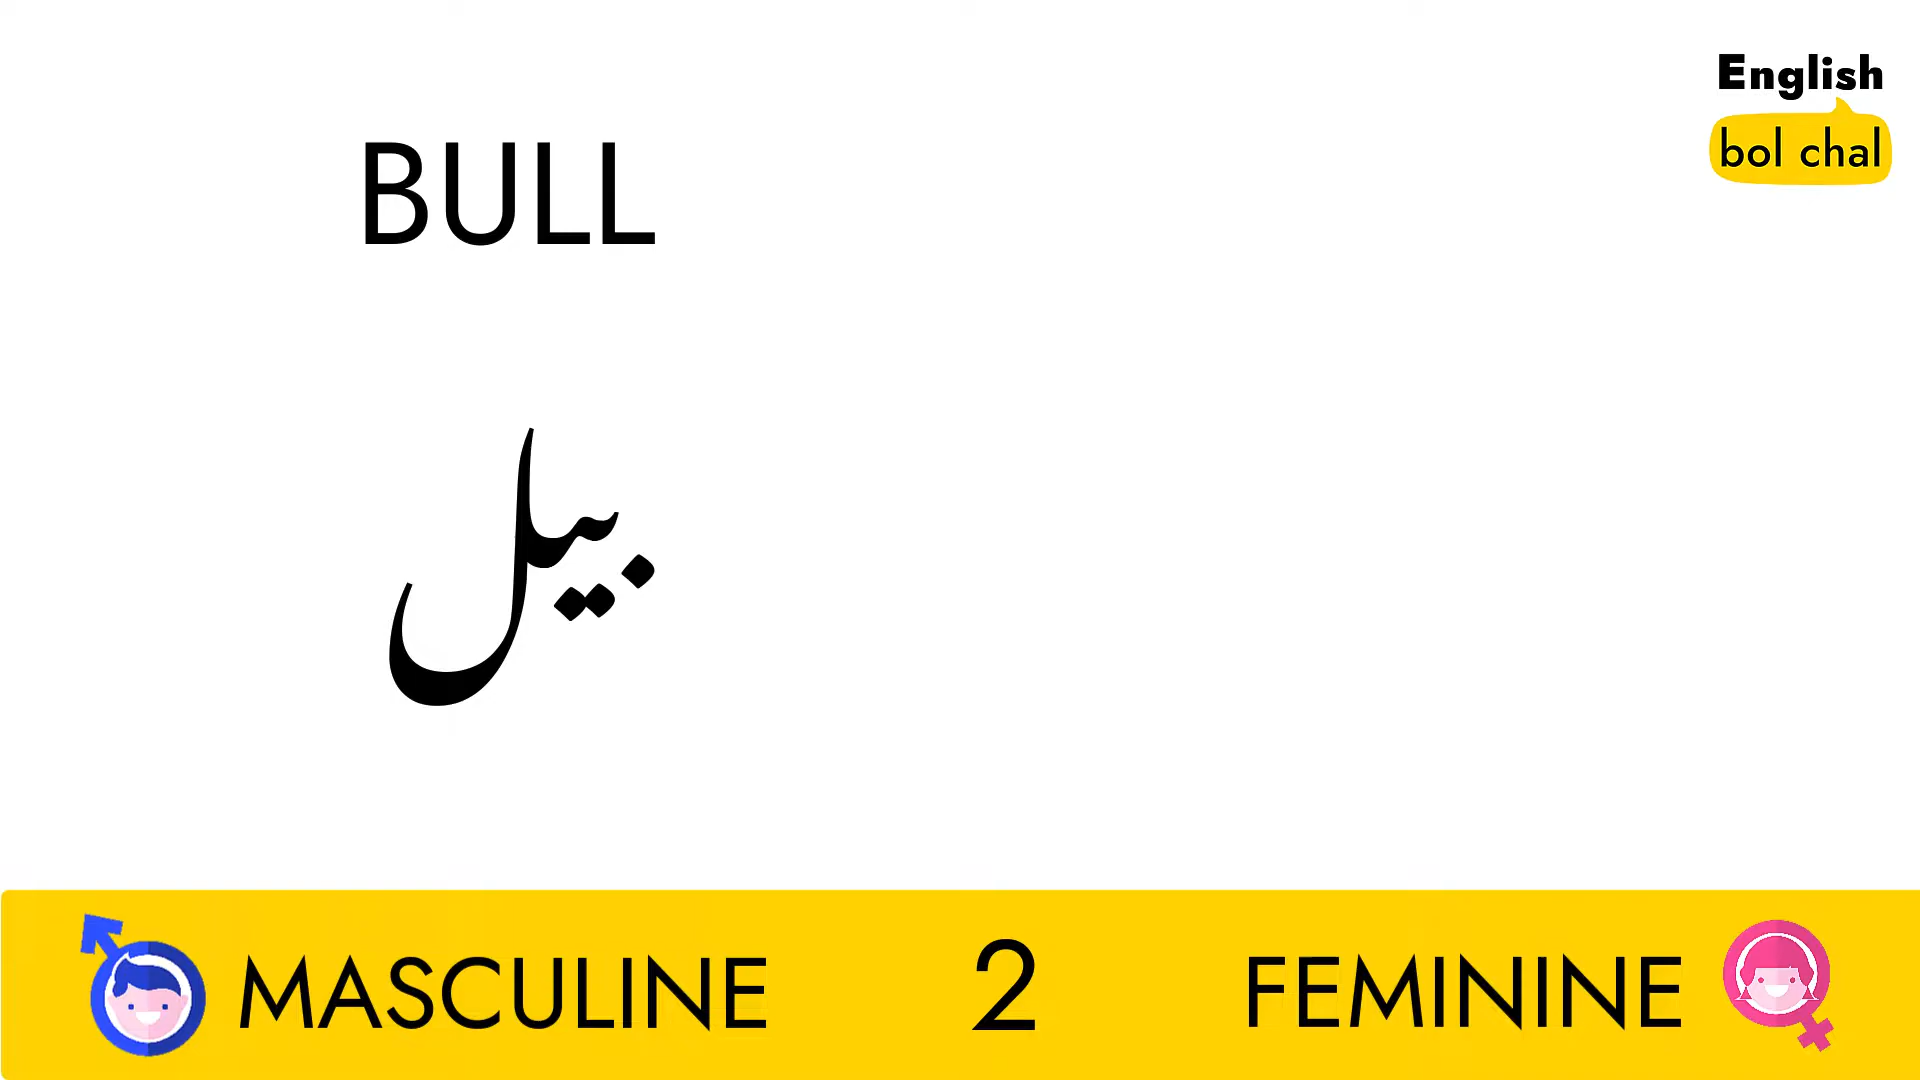 English
bol chal
BULL
بیل
MASCULINE 2 FEMININE